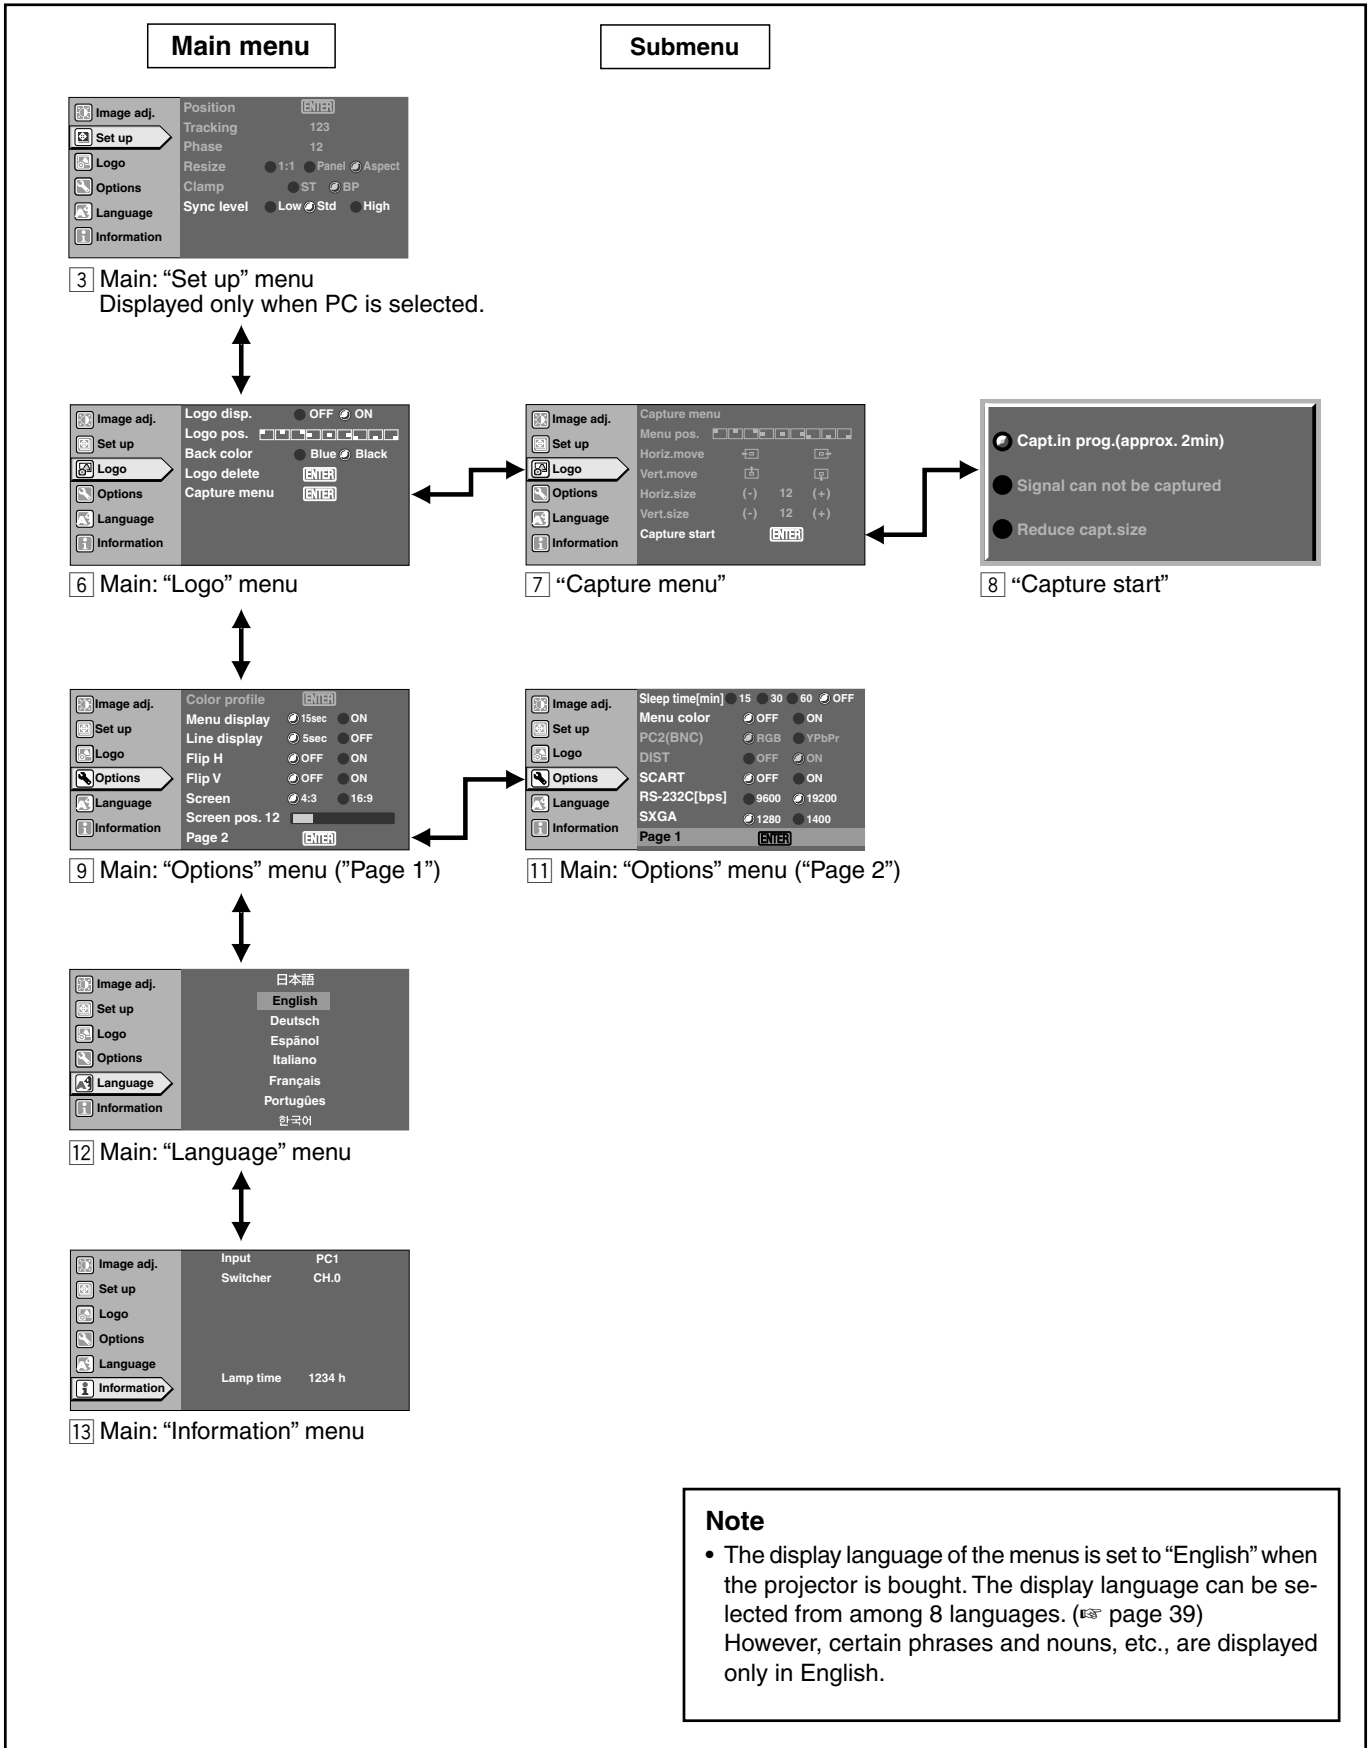 Main menu
Submenu
Image adj.
Set up
Logo
Options
Language
Information
Position ENTER
Tracking 123
Phase 12
Resize 1:1 Panel Aspect
Clamp ST BP
Sync level Low Std High
3 Main: “Set up” menu
Displayed only when PC is selected.
Image adj.
Set up
Logo
Options
Language
Information
Logo disp. OFF ON
Logo pos.
Back color Blue Black
Logo delete ENTER
Capture menu ENTER
6 Main: “Logo” menu
Image adj.
Set up
Logo
Options
Language
Information
Capture menu
Menu pos.
Horiz.move
Vert.move
Horiz.size (-) 12 (+)
Vert.size (-) 12 (+)
Capture start ENTER
7 “Capture menu”
Capt.in prog.(approx. 2min)
Signal can not be captured
Reduce capt.size
8 “Capture start”
Image adj.
Set up
Logo
Options
Language
Information
Color profile ENTER
Menu display 15sec ON
Line display 5sec OFF
Flip H OFF ON
Flip V OFF ON
Screen 4:3 16:9
Screen pos. 12
Page 2 ENTER
9 Main: “Options” menu (”Page 1”)
Image adj.
Set up
Logo
Options
Language
Information
Sleep time[min] 15 30 60 OFF
Menu color OFF ON
PC2(BNC) RGB YPbPr
DIST OFF ON
SCART OFF ON
RS-232C[bps] 9600 19200
SXGA 1280 1400
Page 1 ENTER
11 Main: “Options” menu (“Page 2”)
Image adj.
Set up
Logo
Options
Language
Information
日本語
English
Deutsch
Espãnol
Italiano
Français
Portugûes
한국어
12 Main: “Language” menu
Image adj.
Set up
Logo
Options
Language
Information
Input PC1
Switcher CH.0
Lamp time 1234 h
13 Main: “Information” menu
Note
• The display language of the menus is set to “English” when
the projector is bought. The display language can be se-
lected from among 8 languages. (☞ page 39)
However, certain phrases and nouns, etc., are displayed
only in English.